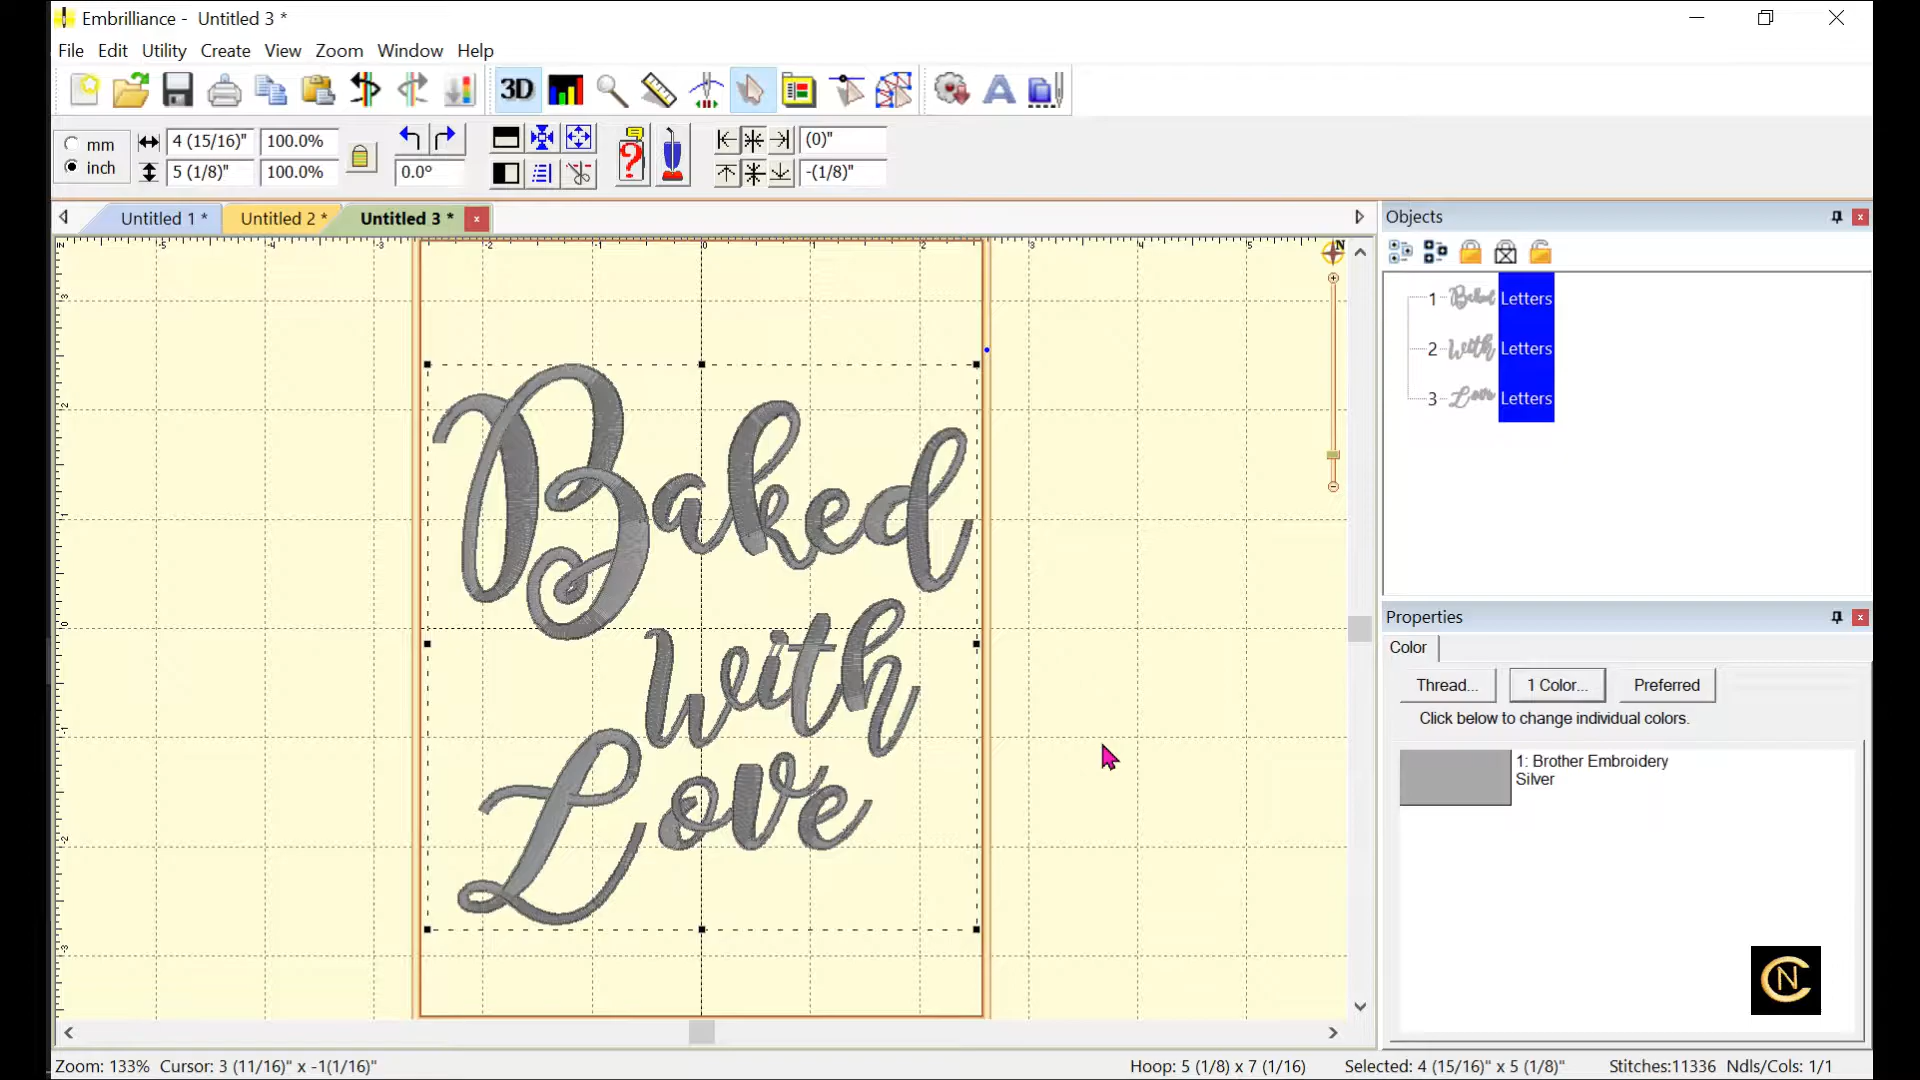 Embrilliance - Untitled 3 *
File Edit Utility Create View Zoom Window Help
3D
mm 4 (15/16)" 100.0% (0)"
inch 5 (1/8)" 100.0% 0.0° -(1/8)"
Untitled 1 * Untitled 2 * Untitled 3 *
Objects
1 Baked Letters
2 with Letters
3 Love Letters
Baked
with
Love
Properties
Color
Thread... 1 Color... Preferred
Click below to change individual colors.
1: Brother Embroidery
Silver
Zoom: 133% Cursor: 3 (11/16)" x -1(1/16)" Hoop: 5 (1/8) x 7 (1/16) Selected: 4 (15/16)" x 5 (1/8)" Stitches:11336 Ndls/Cols: 1/1